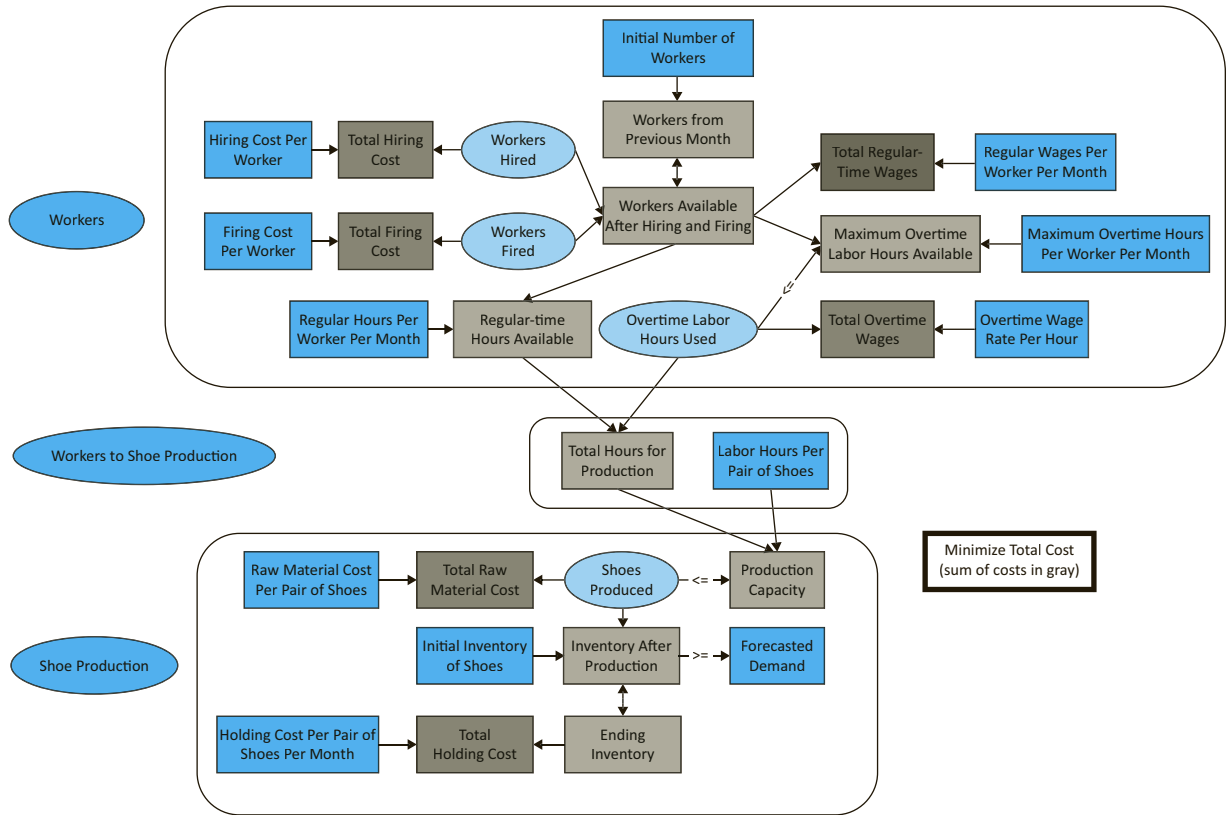 Initial Number of
Workers
Workers from
Previous Month
Hiring Cost Per
Worker
Total Hiring
Cost
Workers
Hired
Total Regular-
Time Wages
Regular Wages Per
Worker Per Month
Workers
Firing Cost
Per Worker
Total Firing
Cost
Workers
Fired
Workers Available
After Hiring and Firing
Maximum Overtime
Labor Hours Available
Maximum Overtime Hours
Per Worker Per Month
<=
Regular Hours Per
Worker Per Month
Regular-time
Hours Available
Overtime Labor
Hours Used
Total Overtime
Wages
Overtime Wage
Rate Per Hour
Workers to Shoe Production
Total Hours for
Production
Labor Hours Per
Pair of Shoes
Minimize Total Cost
(sum of costs in gray)
Raw Material Cost
Per Pair of Shoes
Total Raw
Material Cost
Shoes
Produced
<=
Production
Capacity
Shoe Production
Initial Inventory
of Shoes
Inventory After
Production
>=
Forecasted
Demand
Holding Cost Per Pair of
Shoes Per Month
Total
Holding Cost
Ending
Inventory